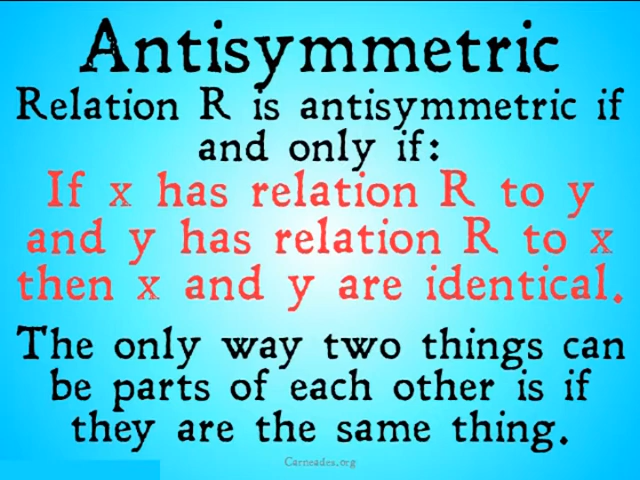 Antisymmetric
Relation R is antisymmetric if
and only if:
If x has relation R to y
and y has relation R to x
then x and y are identical.
The only way two things can
be parts of each other is if
they are the same thing.
Carneades.org